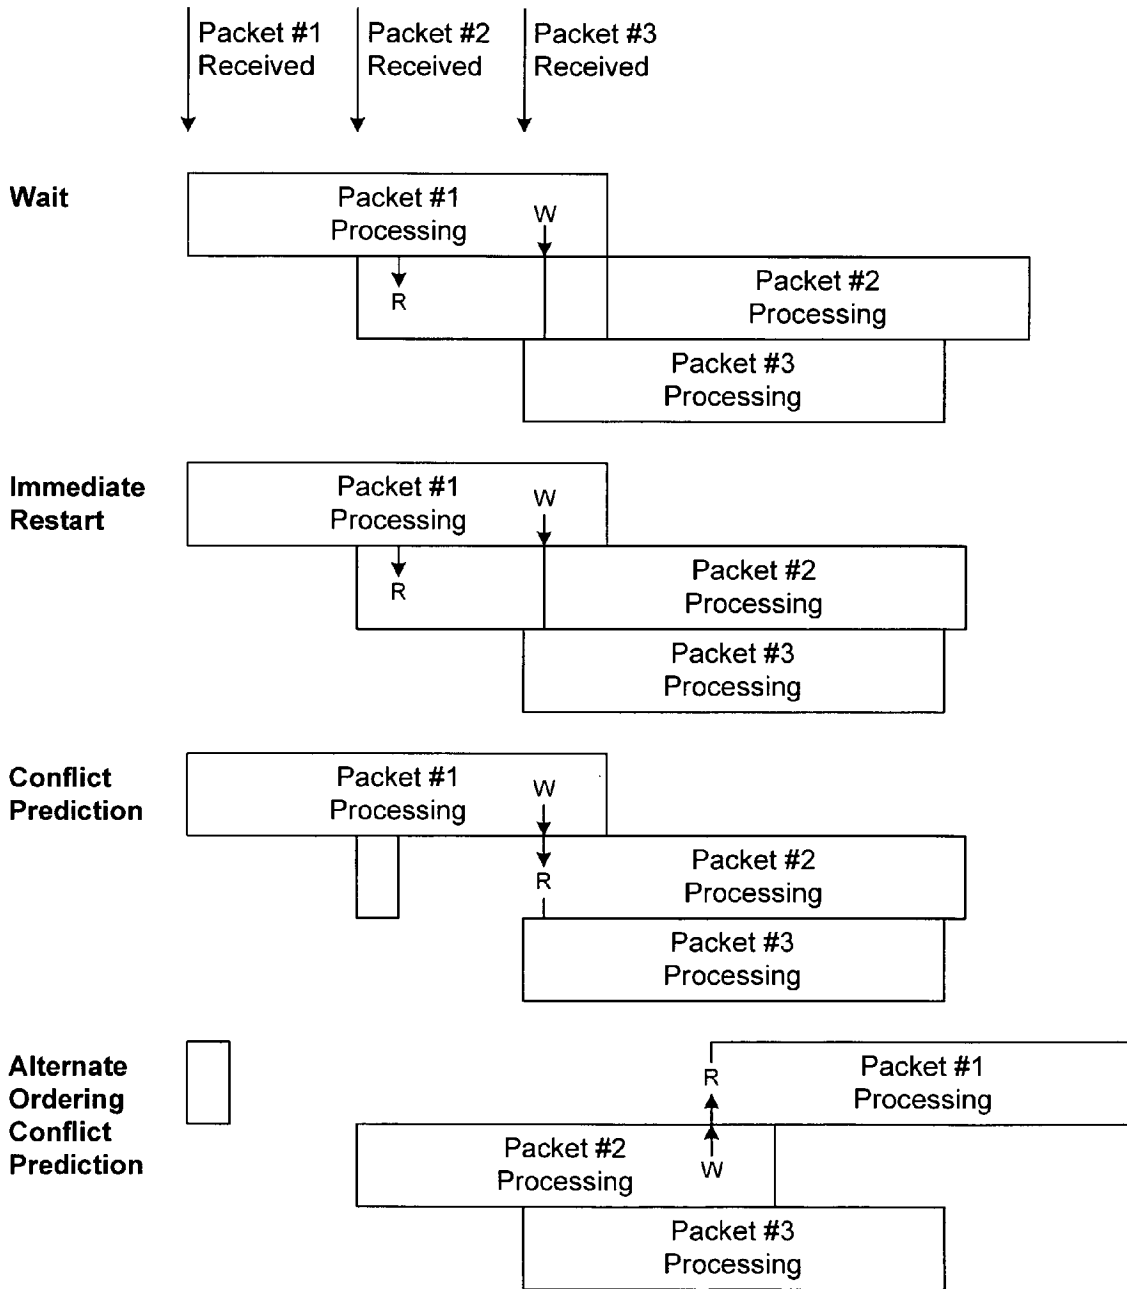 Packet #1
Received
Packet #2
Received
Packet #3
Received
Wait
Packet #1
Processing
W
R
Packet #2
Processing
Packet #3
Processing
Immediate
Restart
Packet #1
Processing
W
R
Packet #2
Processing
Packet #3
Processing
Conflict
Prediction
Packet #1
Processing
W
R
Packet #2
Processing
Packet #3
Processing
Alternate
Ordering
Conflict
Prediction
R
Packet #1
Processing
Packet #2
Processing
W
Packet #3
Processing